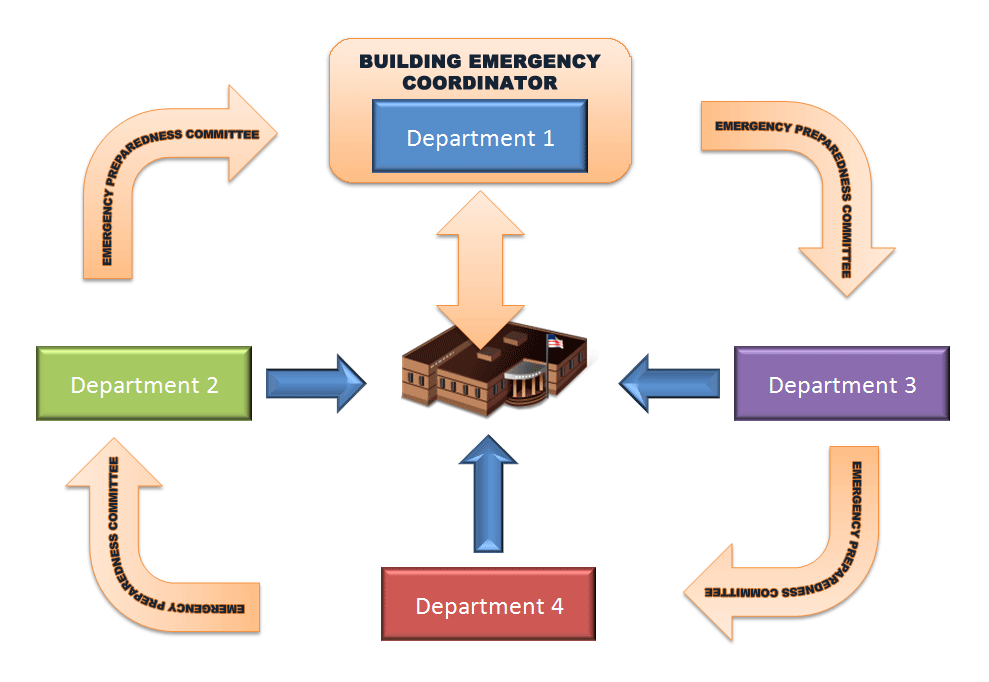 BUILDING EMERGENCY
COORDINATOR
Department 1
EMERGENCY PREPAREDNESS COMMITTEE
EMERGENCY PREPAREDNESS COMMITTEE
Department 2
Department 3
EMERGENCY PREPAREDNESS COMMITTEE
EMERGENCY PREPAREDNESS COMMITTEE
Department 4